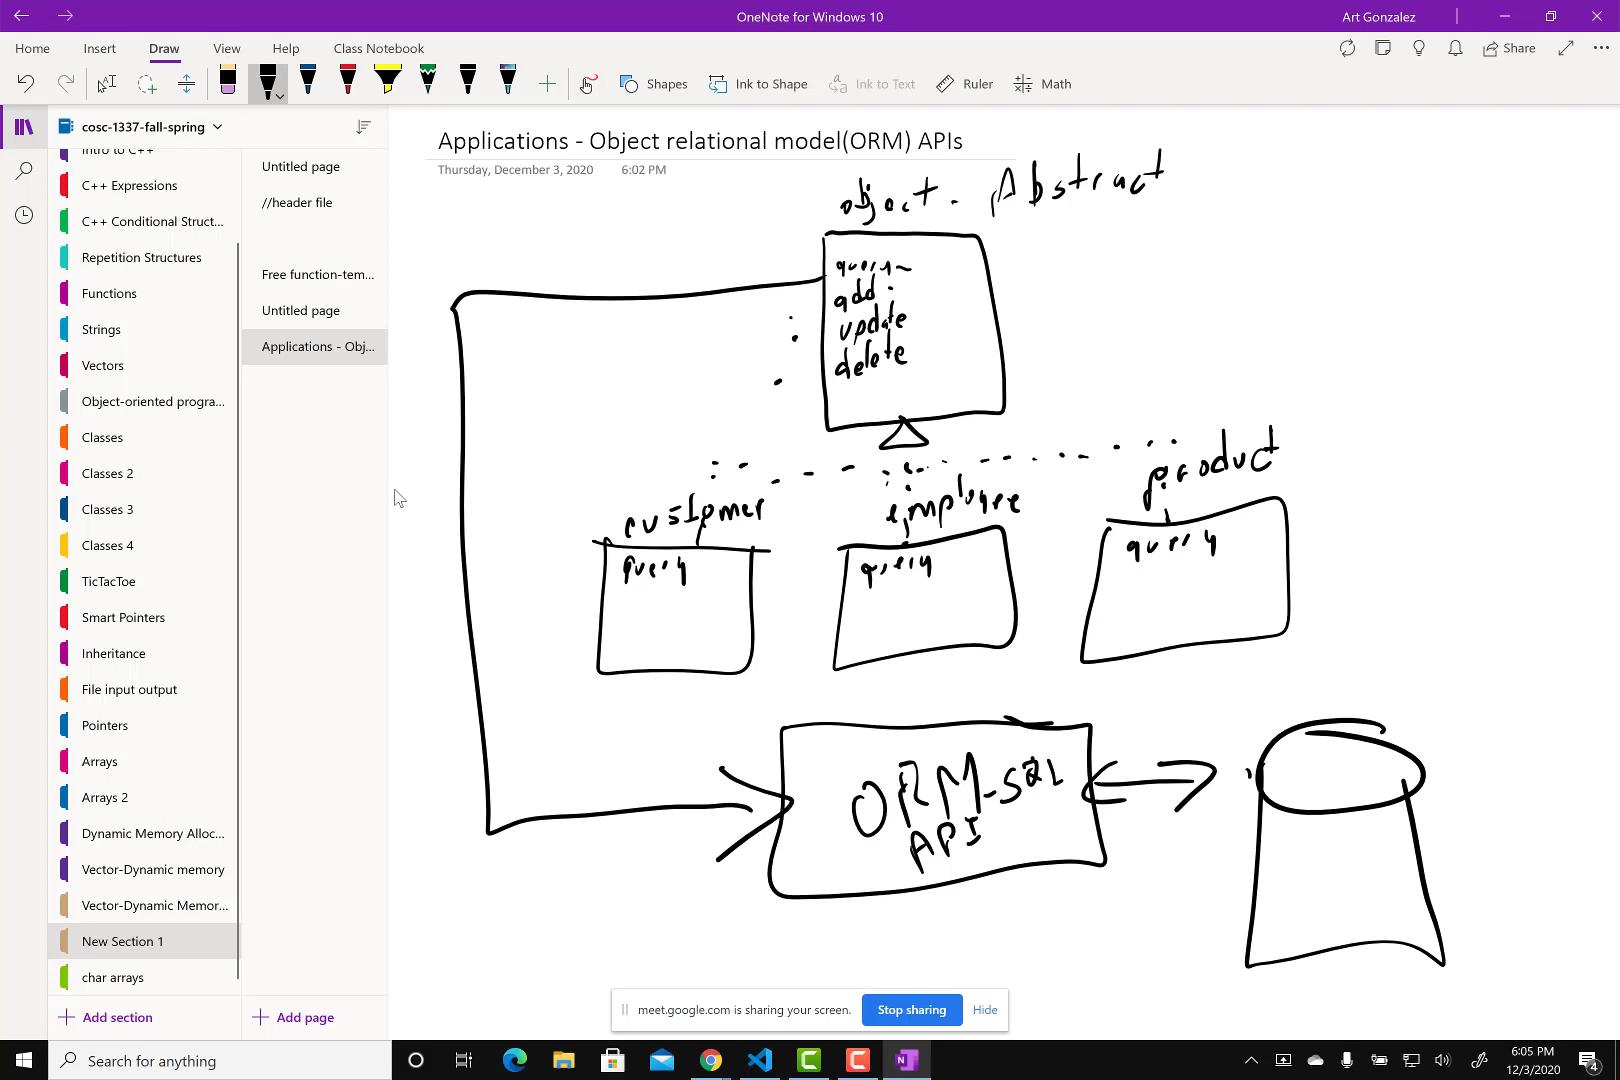 OneNote for Windows 10
Art Gonzalez
Home Insert Draw View Help Class Notebook
Share
Shapes Ink to Shape Ink to Text Ruler Math
cosc-1337-fall-spring
Intro to C++
C++ Expressions
C++ Conditional Struct...
Repetition Structures
Functions
Strings
Vectors
Object-oriented progra...
Classes
Classes 2
Classes 3
Classes 4
TicTacToe
Smart Pointers
Inheritance
File input output
Pointers
Arrays
Arrays 2
Dynamic Memory Alloc...
Vector-Dynamic memory
Vector-Dynamic Memor...
New Section 1
char arrays
Add section
Untitled page
//header file
Free function-tem...
Untitled page
Applications - Obj...
Add page
Applications - Object relational model(ORM) APIs
Thursday, December 3, 2020 6:02 PM
object - Abstract
query
add
update
delete
customer
employee
product
query
query
query
ORM-SQL
API
meet.google.com is sharing your screen. Stop sharing Hide
Search for anything
6:05 PM
12/3/2020
4